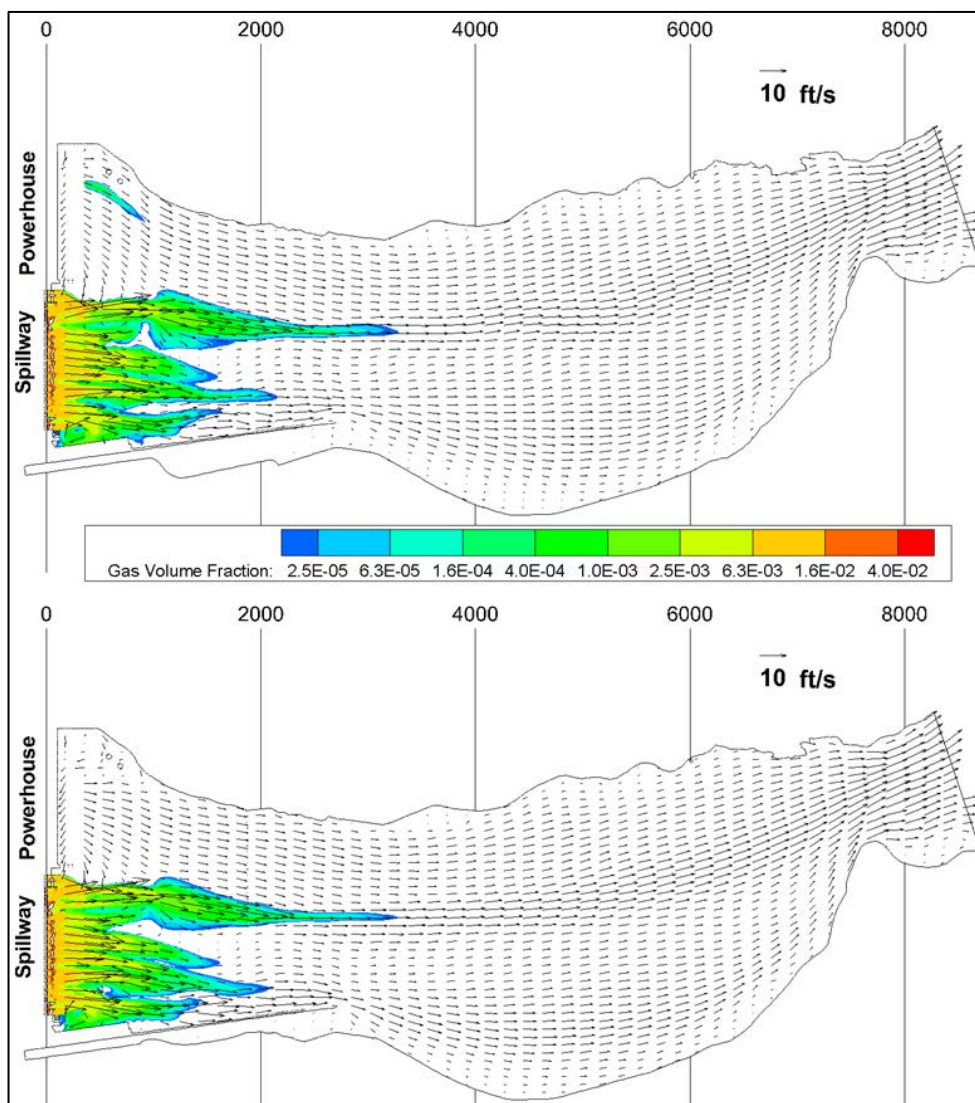 0 2000 4000 6000 8000
10 ft/s
Powerhouse
Spillway
Gas Volume Fraction: 2.5E-05 6.3E-05 1.6E-04 4.0E-04 1.0E-03 2.5E-03 6.3E-03 1.6E-02 4.0E-02
0 2000 4000 6000 8000
10 ft/s
Powerhouse
Spillway